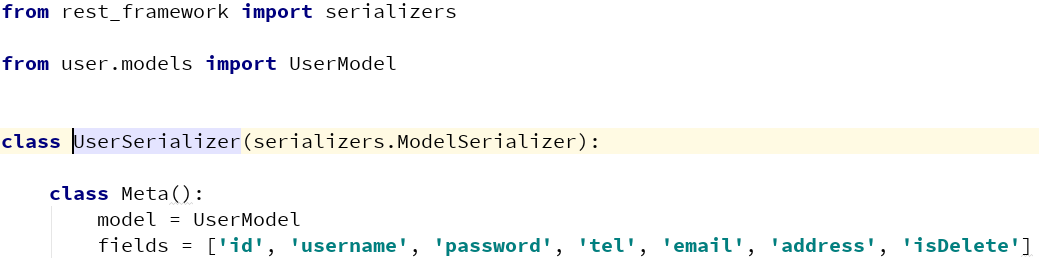 from rest_framework import serializers
from user.models import UserModel
class UserSerializer(serializers.ModelSerializer):
class Meta():
model = UserModel
fields = ['id', 'username', 'password', 'tel', 'email', 'address', 'isDelete']